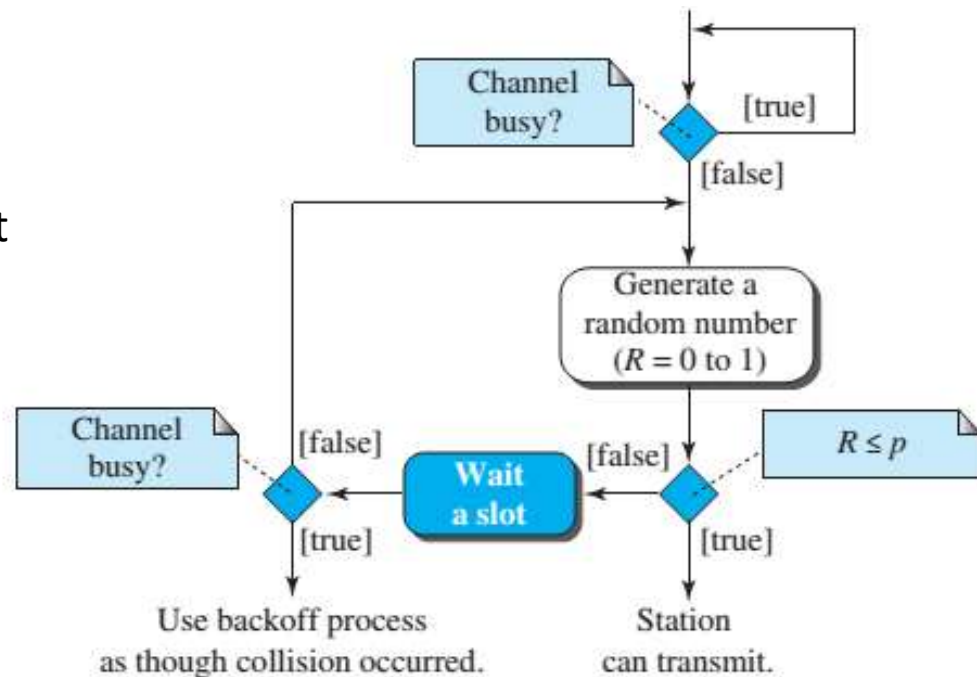 Channel
busy?
[true]
[false]
t
Generate a
random number
(R = 0 to 1)
Channel
busy?
[false]
Wait
a slot
[false]
R ≤ p
[true]
[true]
Use backoff process
as though collision occurred.
Station
can transmit.